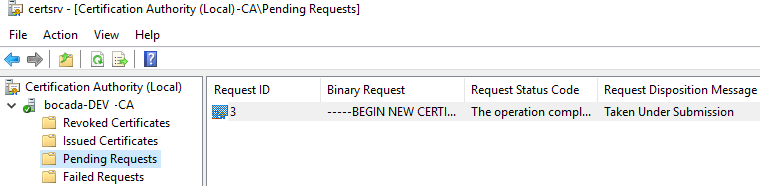 certsrv - [Certification Authority (Local)-CA\Pending Requests]
File Action View Help
Certification Authority (Local)
bocada-DEV -CA
Revoked Certificates
Issued Certificates
Pending Requests
Failed Requests
Request ID Binary Request Request Status Code Request Disposition Message
3 -----BEGIN NEW CERTI... The operation compl... Taken Under Submission